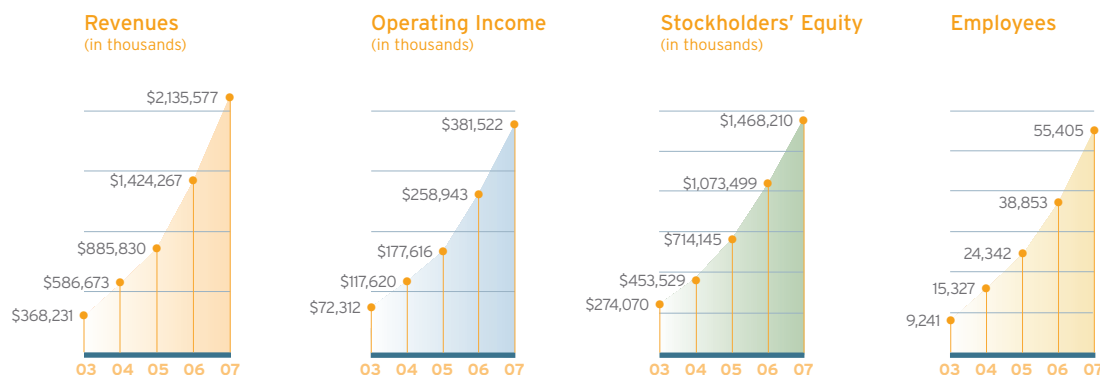 Revenues
(in thousands)
$2,135,577
$1,424,267
$885,830
$586,673
$368,231
03 04 05 06 07
Operating Income
(in thousands)
$381,522
$258,943
$177,616
$117,620
$72,312
03 04 05 06 07
Stockholders’ Equity
(in thousands)
$1,468,210
$1,073,499
$714,145
$453,529
$274,070
03 04 05 06 07
Employees
55,405
38,853
24,342
15,327
9,241
03 04 05 06 07